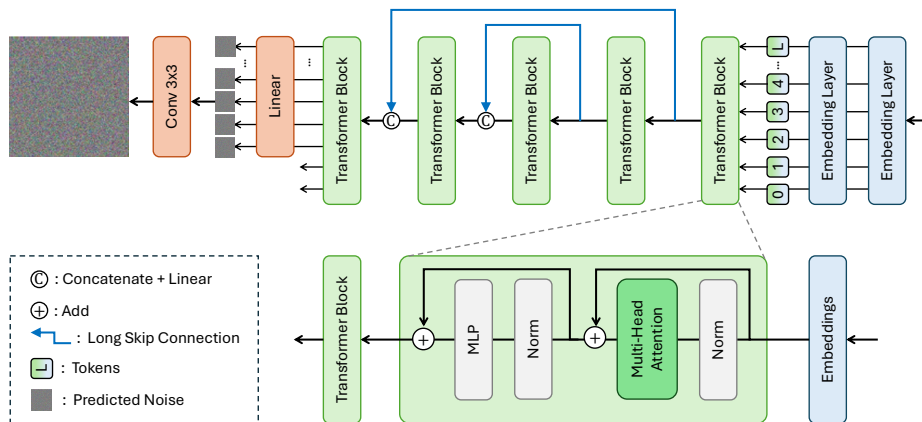 Conv 3x3
...
Linear
...
Transformer Block
C
Transformer Block
C
Transformer Block
Transformer Block
Transformer Block
L
...
4
3
2
1
0
Embedding Layer
Embedding Layer
C : Concatenate + Linear
+ : Add
: Long Skip Connection
L : Tokens
: Predicted Noise
Transformer Block
+
MLP
Norm
+
Multi-Head
Attention
Norm
Embeddings